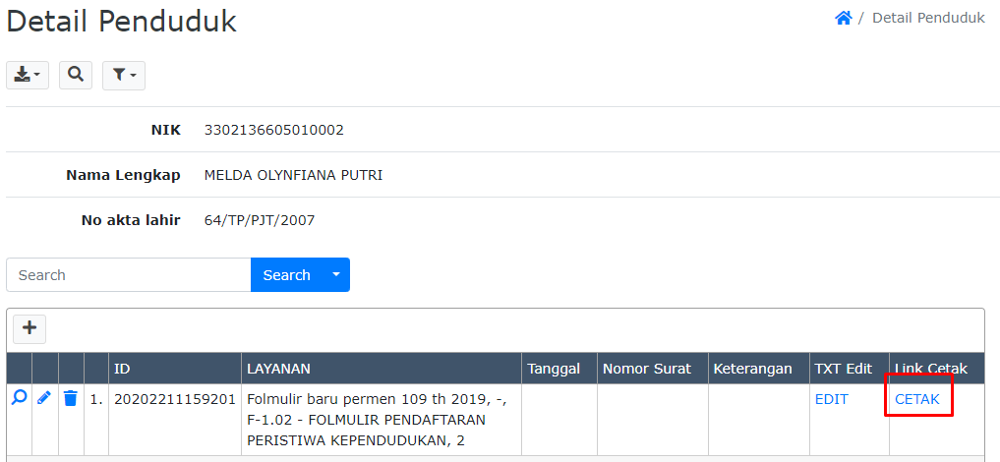 Detail Penduduk
/ Detail Penduduk
NIK 3302136605010002
Nama Lengkap MELDA OLYNFIANA PUTRI
No akta lahir 64/TP/PJT/2007
Search Search
ID LAYANAN Tanggal Nomor Surat Keterangan TXT Edit Link Cetak
1. 20202211159201 Folmulir baru permen 109 th 2019, -, EDIT CETAK
F-1.02 - FOLMULIR PENDAFTARAN
PERISTIWA KEPENDUDUKAN, 2